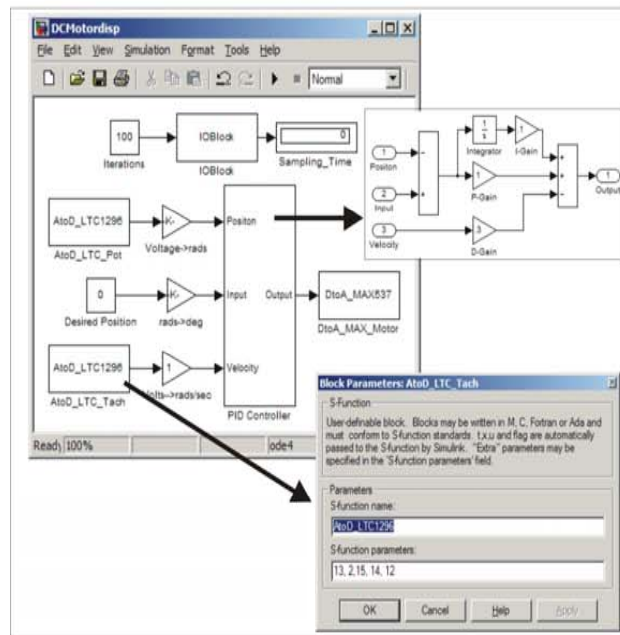 DCMotordisp
File Edit View Simulation Format Tools Help
Normal
100
Iterations
IOBlock
IOBlock
0
Sampling_Time
AtoD_LTC1296
AtoD_LTC_Pot
-K-
Voltage->rads
Positon
0
Desired Position
-K-
rads->deg
Input
Output
DtoA_MAX537
DtoA_MAX_Motor
AtoD_LTC1296
AtoD_LTC_Tach
1
Volts->rads/sec
Velocity
PID Controller
Ready 100% ode4
1
Positon
2
Input
3
Velocity
1
s
Integrator
1
I-Gain
1
P-Gain
3
D-Gain
1
Output
Block Parameters: AtoD_LTC_Tach
S-Function
User-definable block. Blocks may be written in M, C, Fortran or Ada and
must conform to S-function standards. t,x,u and flag are automatically
passed to the S-function by Simulink. "Extra" parameters may be
specified in the 'S-function parameters' field.
Parameters
S-function name:
AtoD_LTC1296
S-function parameters:
13, 2,15, 14, 12
OK Cancel Help Apply